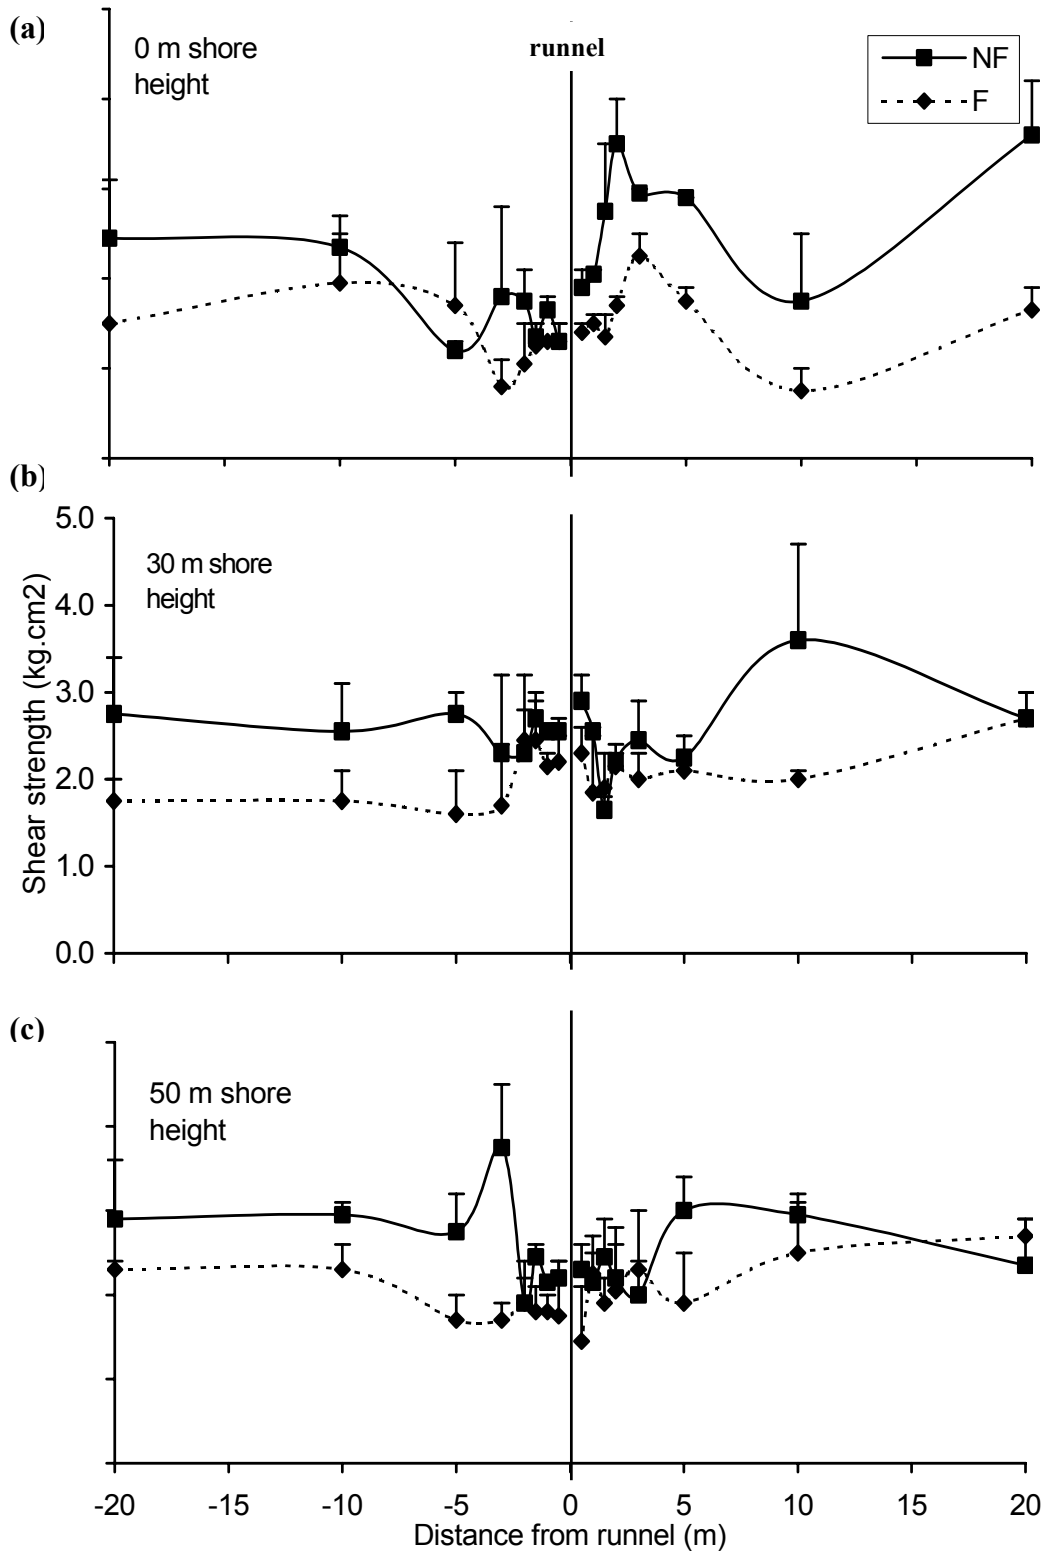 (a)
0 m shore
height
runnel
NF
F
(b)
30 m shore
height
Shear strength (kg.cm2)
5.0
4.0
3.0
2.0
1.0
0.0
(c)
50 m shore
height
-20 -15 -10 -5 0 5 10 15 20
Distance from runnel (m)